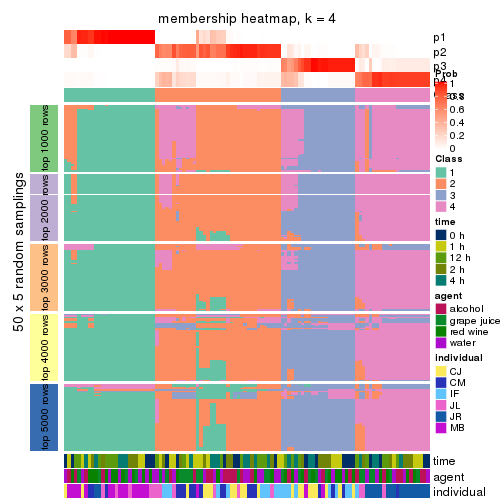 membership heatmap, k = 4
p1
p2
p3
p4
Prob
1
0.8
0.6
0.4
0.2
0
Class
1
2
3
4
time
0 h
1 h
12 h
2 h
4 h
agent
alcohol
grape juice
red wine
water
individual
CJ
CM
IF
JL
JR
MB
50 x 5 random samplings
top 1000 rows
top 2000 rows
top 3000 rows
top 4000 rows
top 5000 rows
time
agent
individual